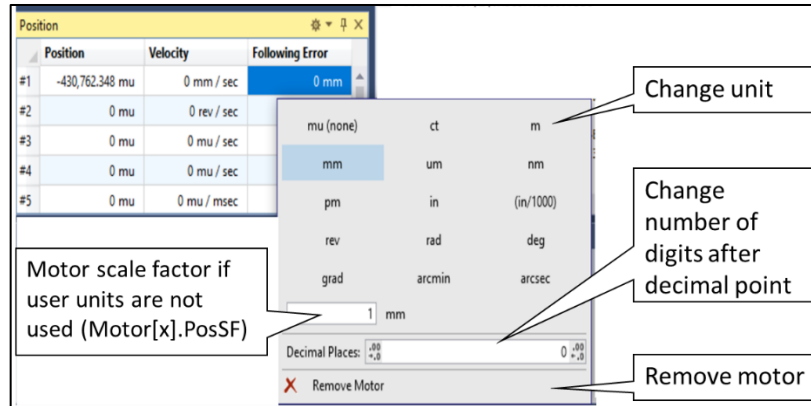 Position
Position Velocity Following Error
#1 -430,762.348 mu 0 mm / sec 0 mm
#2 0 mu 0 rev / sec
#3 0 mu 0 mu / sec
#4 0 mu 0 mu / sec
#5 0 mu 0 mu / msec
mu (none) ct m
mm um nm
pm in (in/1000)
rev rad deg
grad arcmin arcsec
1 mm
Decimal Places: .00 +.0 0 .00 +.0
Remove Motor
Change unit
Change
number of
digits after
decimal point
Motor scale factor if
user units are not
used (Motor[x].PosSF)
Remove motor